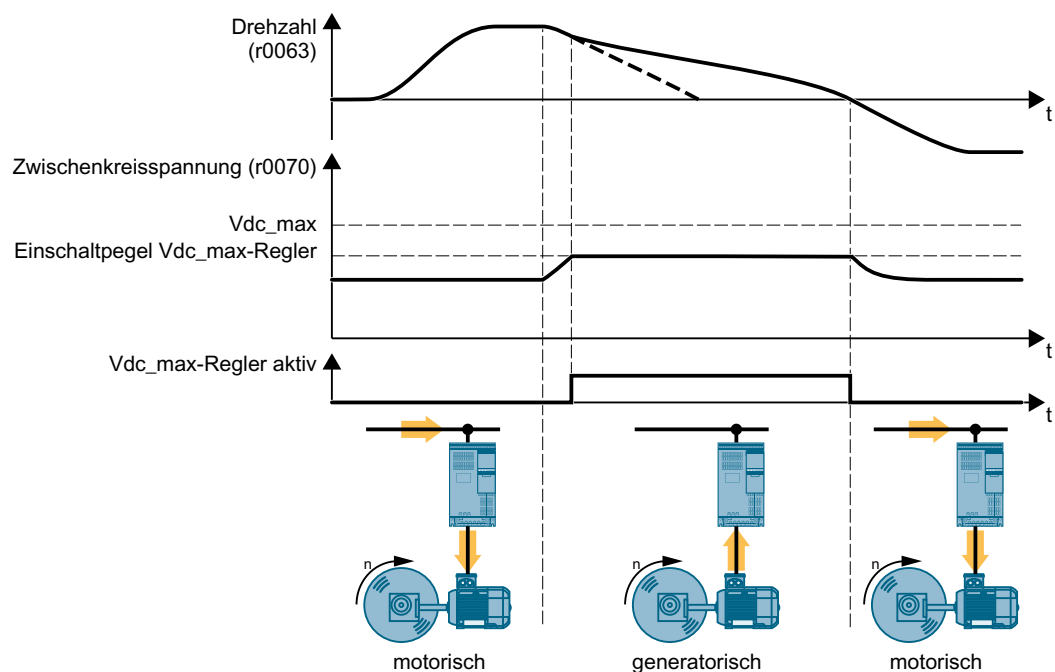 Drehzahl
(r0063)
t
Zwischenkreisspannung (r0070)
Vdc_max
Einschaltpegel Vdc_max-Regler
t
Vdc_max-Regler aktiv
t
n
n
n
motorisch
generatorisch
motorisch